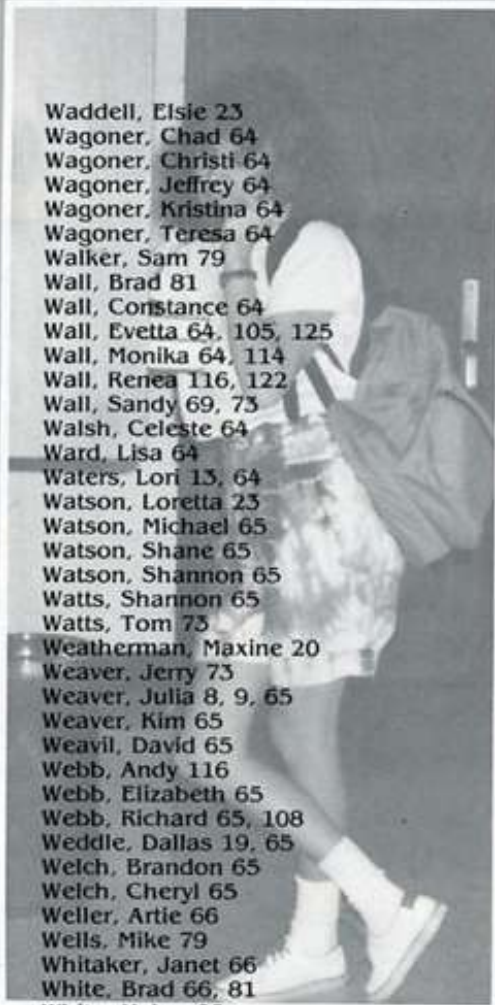 Waddell, Elsie 23
Wagoner, Chad 64
Wagoner, Christi 64
Wagoner, Jeffrey 64
Wagoner, Kristina 64
Wagoner, Teresa 64
Walker, Sam 79
Wall, Brad 81
Wall, Constance 64
Wall, Evetta 64, 105, 125
Wall, Monika 64, 114
Wall, Renea 116, 122
Wall, Sandy 69, 73
Walsh, Celeste 64
Ward, Lisa 64
Waters, Lori 13, 64
Watson, Loretta 23
Watson, Michael 65
Watson, Shane 65
Watson, Shannon 65
Watts, Shannon 65
Watts, Tom 73
Weatherman, Maxine 20
Weaver, Jerry 73
Weaver, Julia 8, 9, 65
Weaver, Kim 65
Weavil, David 65
Webb, Andy 116
Webb, Elizabeth 65
Webb, Richard 65, 108
Weddle, Dallas 19, 65
Welch, Brandon 65
Welch, Cheryl 65
Weller, Artie 66
Wells, Mike 79
Whitaker, Janet 66
White, Brad 66, 81